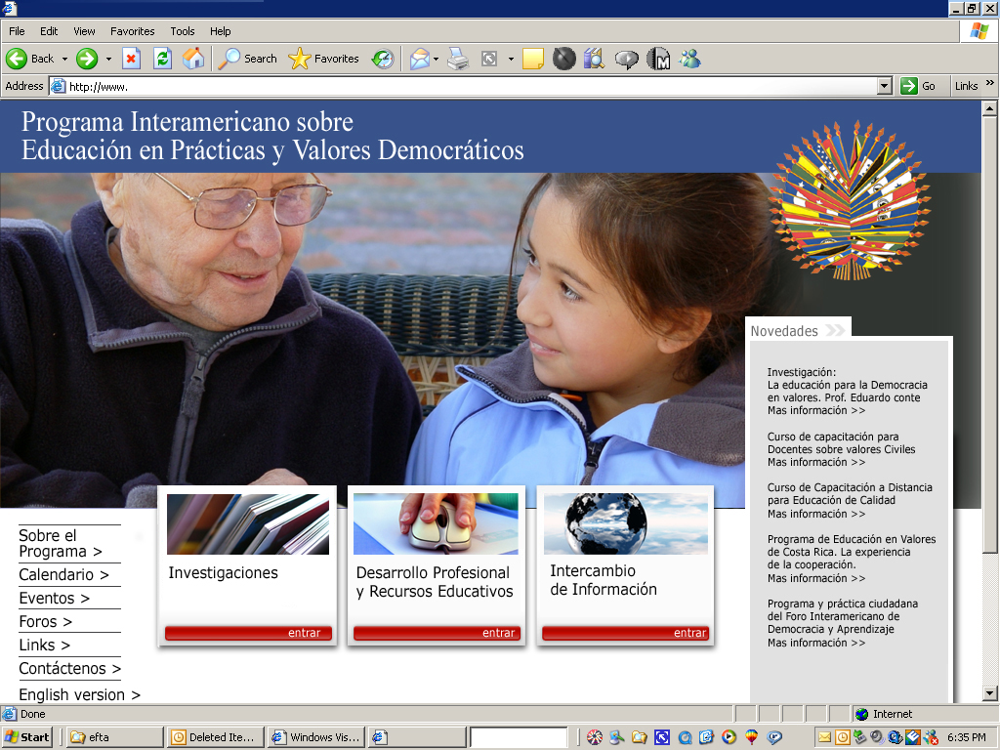 File Edit View Favorites Tools Help
Back Search Favorites
Address http://www. Go Links »
Programa Interamericano sobre
Educación en Prácticas y Valores Democráticos
Novedades
Investigación:
La educación para la Democracia
en valores. Prof. Eduardo conte
Mas información >>
Curso de capacitación para
Docentes sobre valores Civiles
Mas información >>
Curso de Capacitación a Distancia
para Educación de Calidad
Mas información >>
Programa de Educación en Valores
de Costa Rica. La experiencia
de la cooperación.
Mas información >>
Programa y práctica ciudadana
del Foro Interamericano de
Democracia y Aprendizaje
Mas información >>
Sobre el
Programa >
Calendario >
Eventos >
Foros >
Links >
Contáctenos >
English version >
Investigaciones
entrar
Desarrollo Profesional
y Recursos Educativos
entrar
Intercambio
de Información
entrar
Done Internet
Start efta Deleted Ite... Windows Vis... 6:35 PM